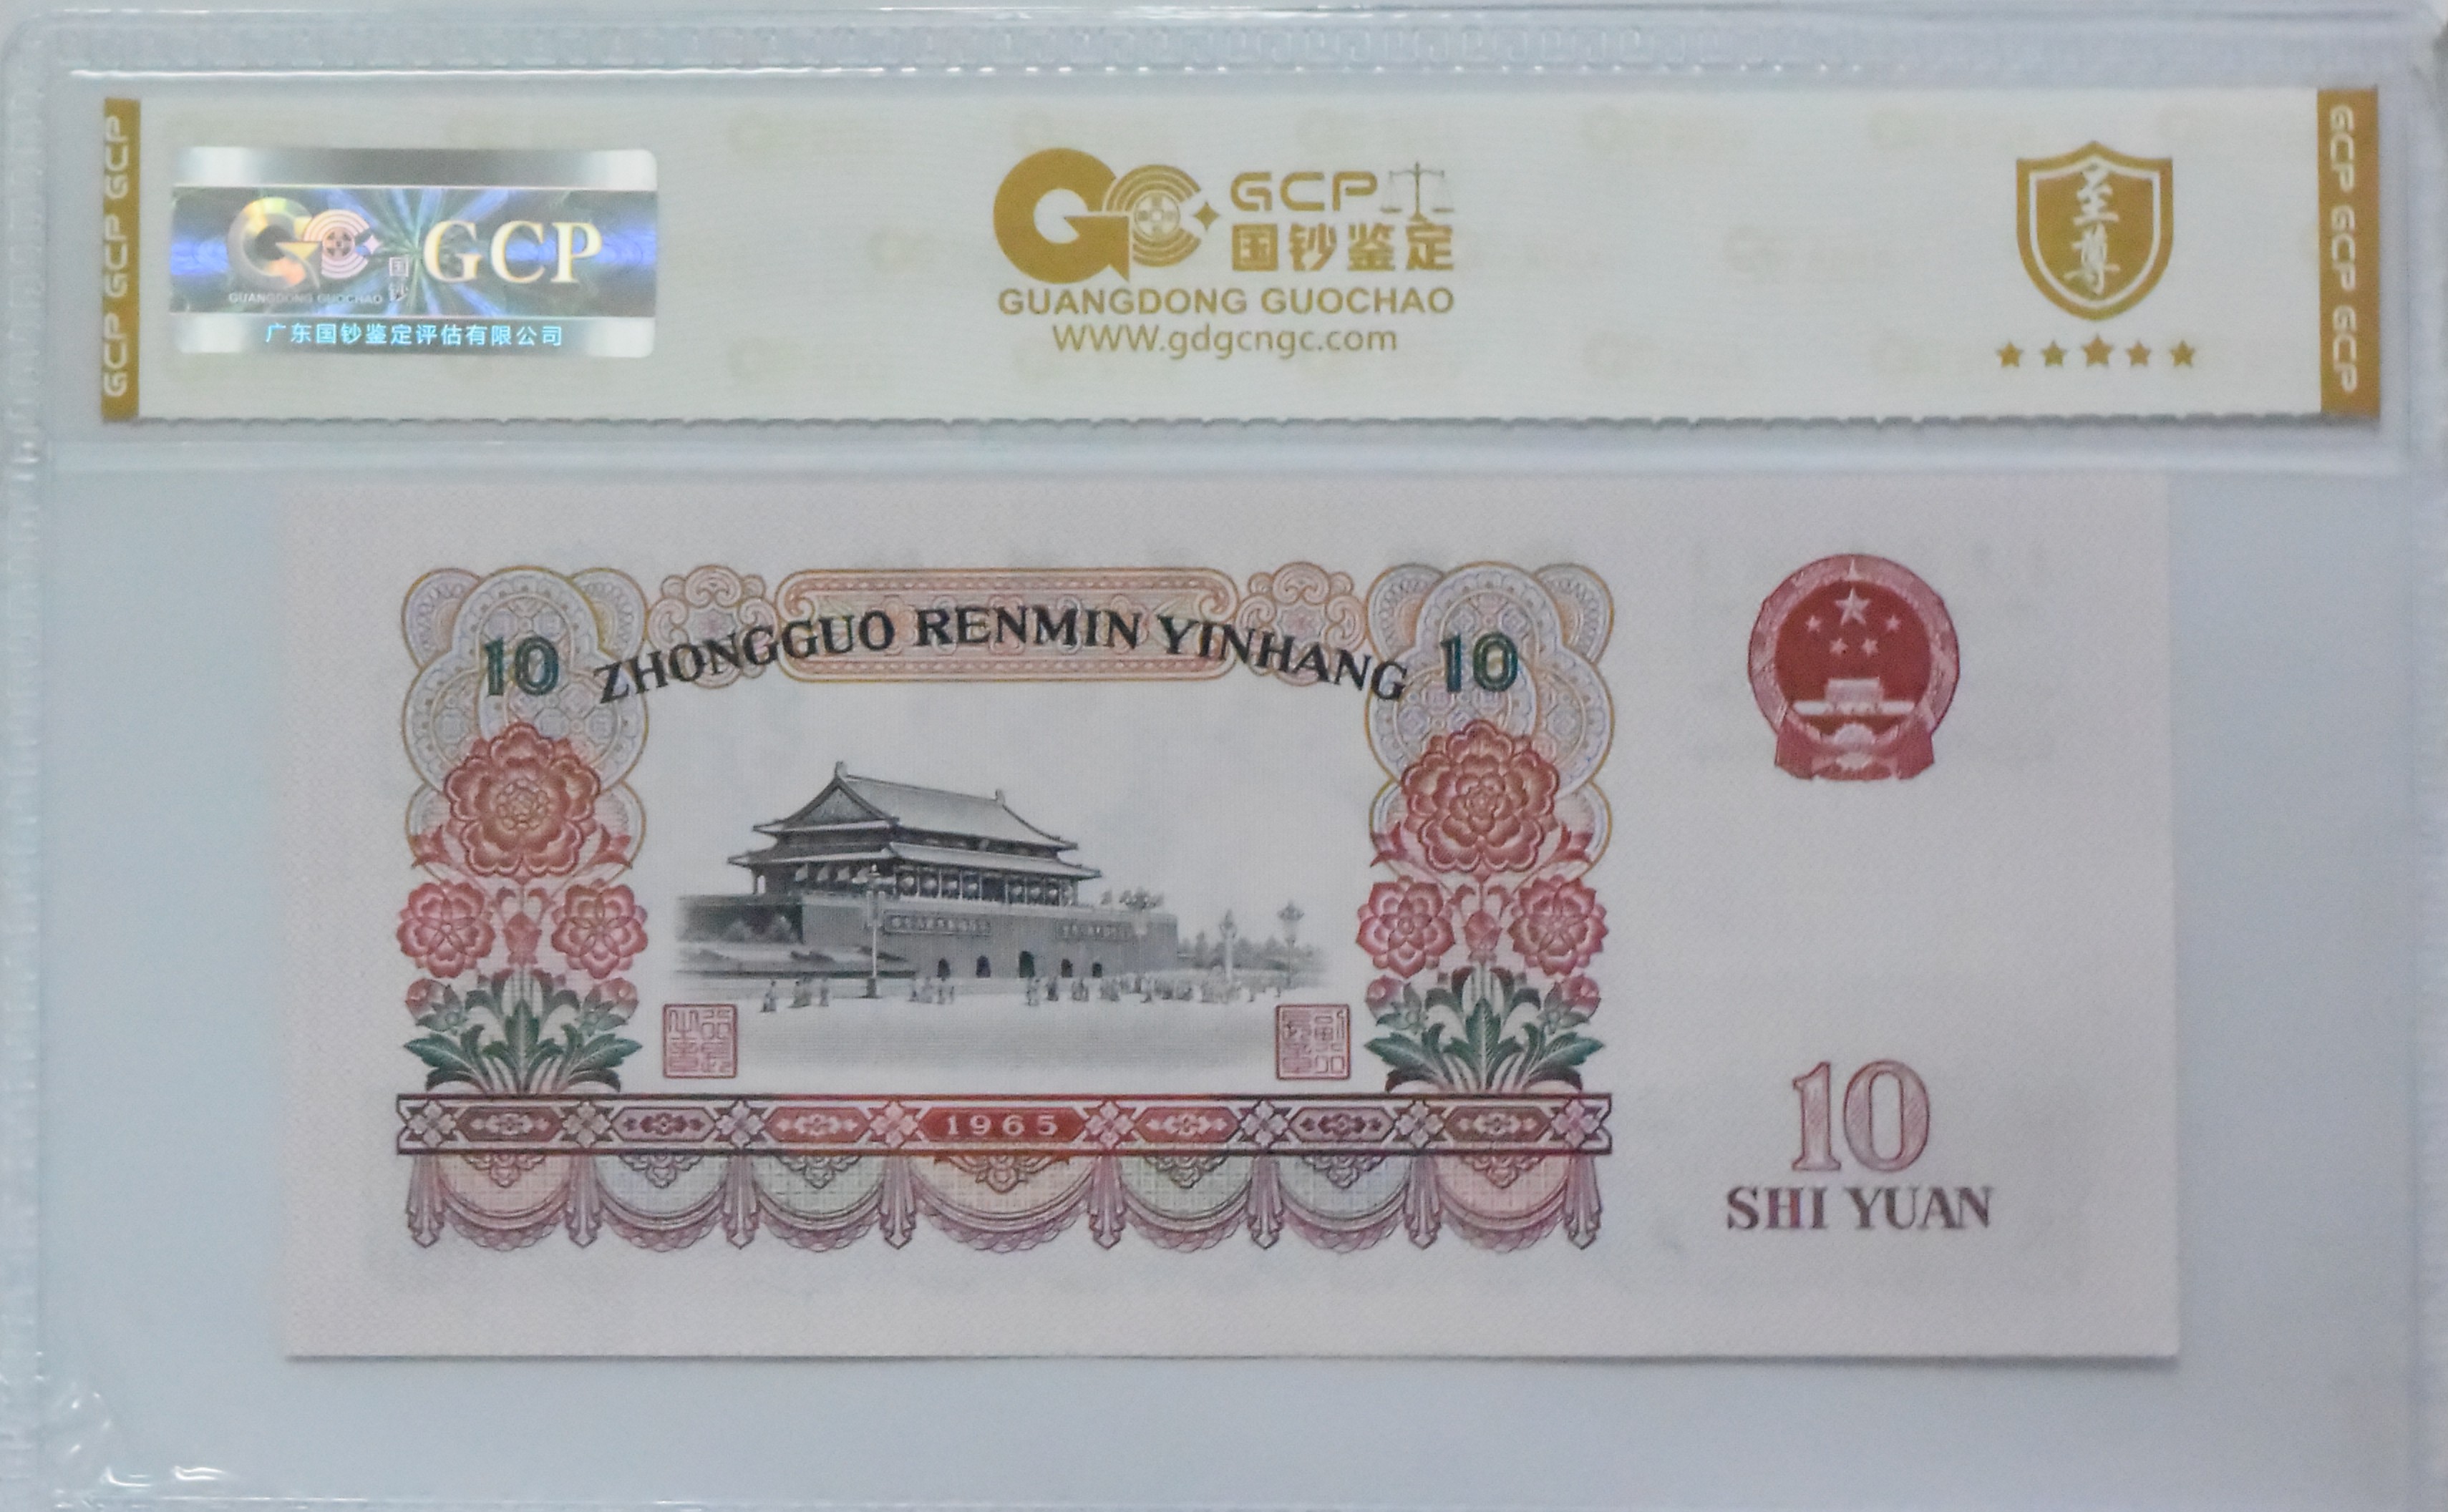 GCP GCP GCP
国钞
GCP
GUANGDONG GUOCHAO
广东国钞鉴定评估有限公司
GCP
国钞鉴定
GUANGDONG GUOCHAO
WWW.gdgcngc.com
至尊
GCP GCP GCP
10 ZHONGGUO RENMIN YINHANG 10
1965
10
SHI YUAN